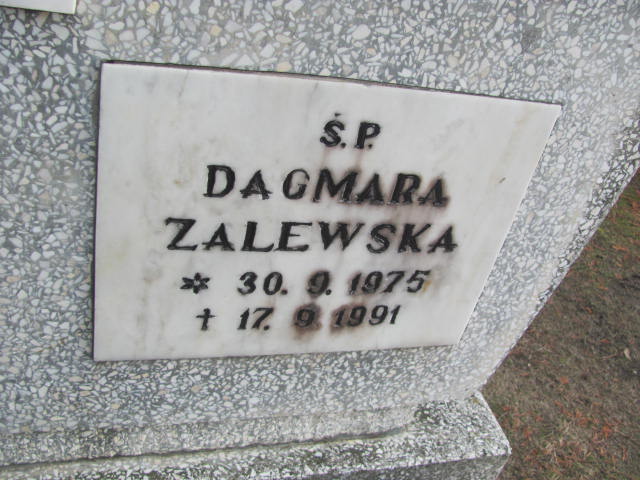 Ś.P.
DAGMARA
ZALEWSKA
* 30. 9. 1975
† 17. 9. 1991